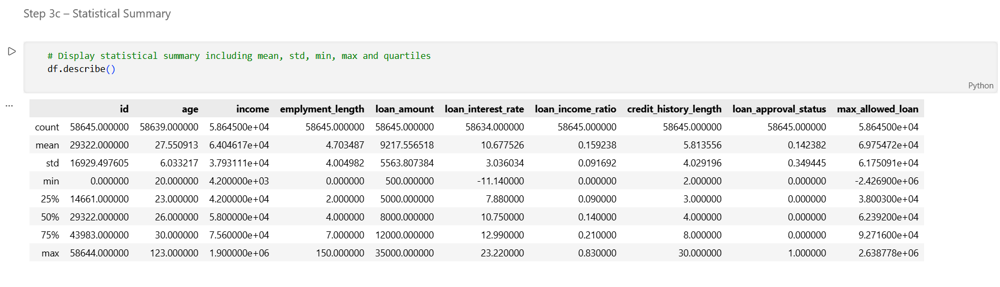 Step 3c – Statistical Summary
# Display statistical summary including mean, std, min, max and quartiles
df.describe()
Python
id age income emplyment_length loan_amount loan_interest_rate loan_income_ratio credit_history_length loan_approval_status max_allowed_loan
count 58645.000000 58639.000000 5.864500e+04 58645.000000 58645.000000 58634.000000 58645.000000 58645.000000 58645.000000 5.864500e+04
mean 29322.000000 27.550913 6.404617e+04 4.703487 9217.556518 10.677526 0.159238 5.813556 0.142382 6.975472e+04
std 16929.497605 6.033217 3.793111e+04 4.004982 5563.807384 3.036034 0.091692 4.029196 0.349445 6.175091e+04
min 0.000000 20.000000 4.200000e+03 0.000000 500.000000 -11.140000 0.000000 2.000000 0.000000 -2.426900e+06
25% 14661.000000 23.000000 4.200000e+04 2.000000 5000.000000 7.880000 0.090000 3.000000 0.000000 3.800300e+04
50% 29322.000000 26.000000 5.800000e+04 4.000000 8000.000000 10.750000 0.140000 4.000000 0.000000 6.239200e+04
75% 43983.000000 30.000000 7.560000e+04 7.000000 12000.000000 12.990000 0.210000 8.000000 0.000000 9.271600e+04
max 58644.000000 123.000000 1.900000e+06 150.000000 35000.000000 23.220000 0.830000 30.000000 1.000000 2.638778e+06